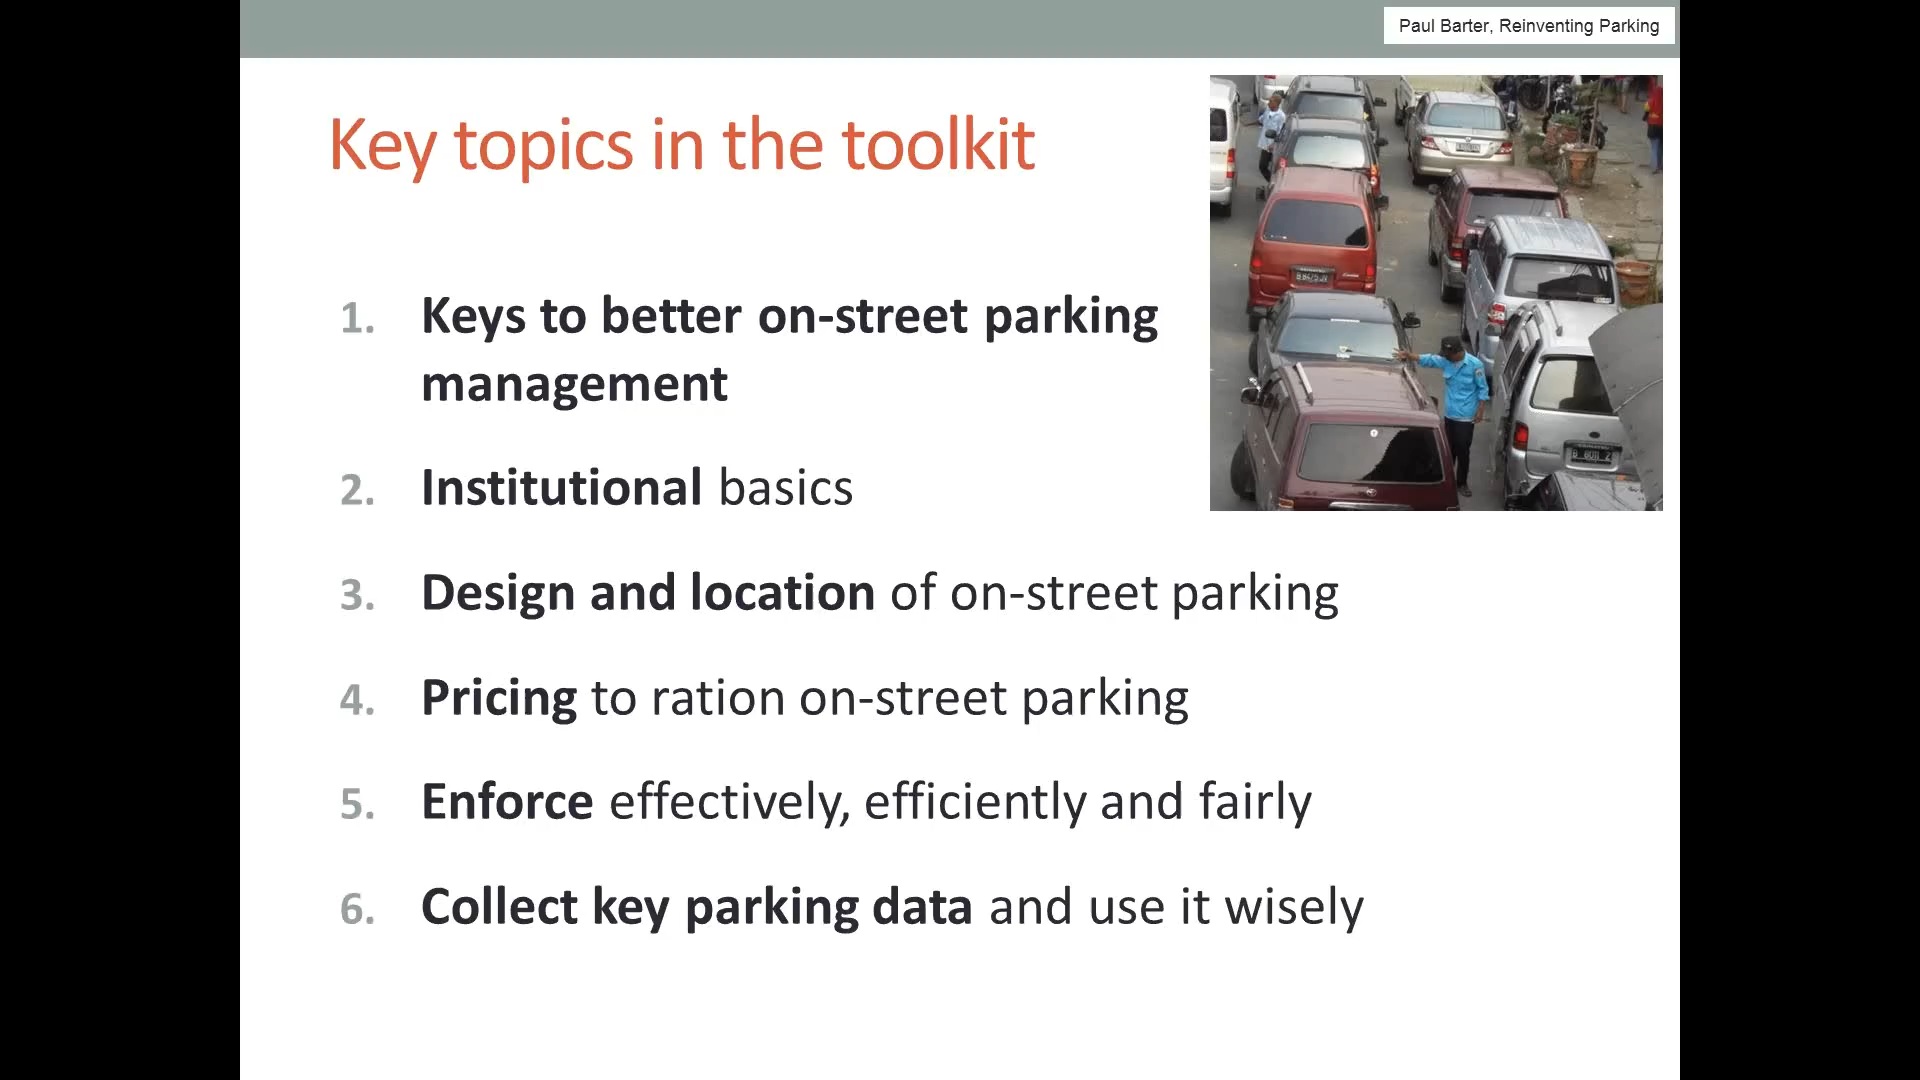 Paul Barter, Reinventing Parking
Key topics in the toolkit
1. Keys to better on-street parking
management
2. Institutional basics
3. Design and location of on-street parking
4. Pricing to ration on-street parking
5. Enforce effectively, efficiently and fairly
6. Collect key parking data and use it wisely